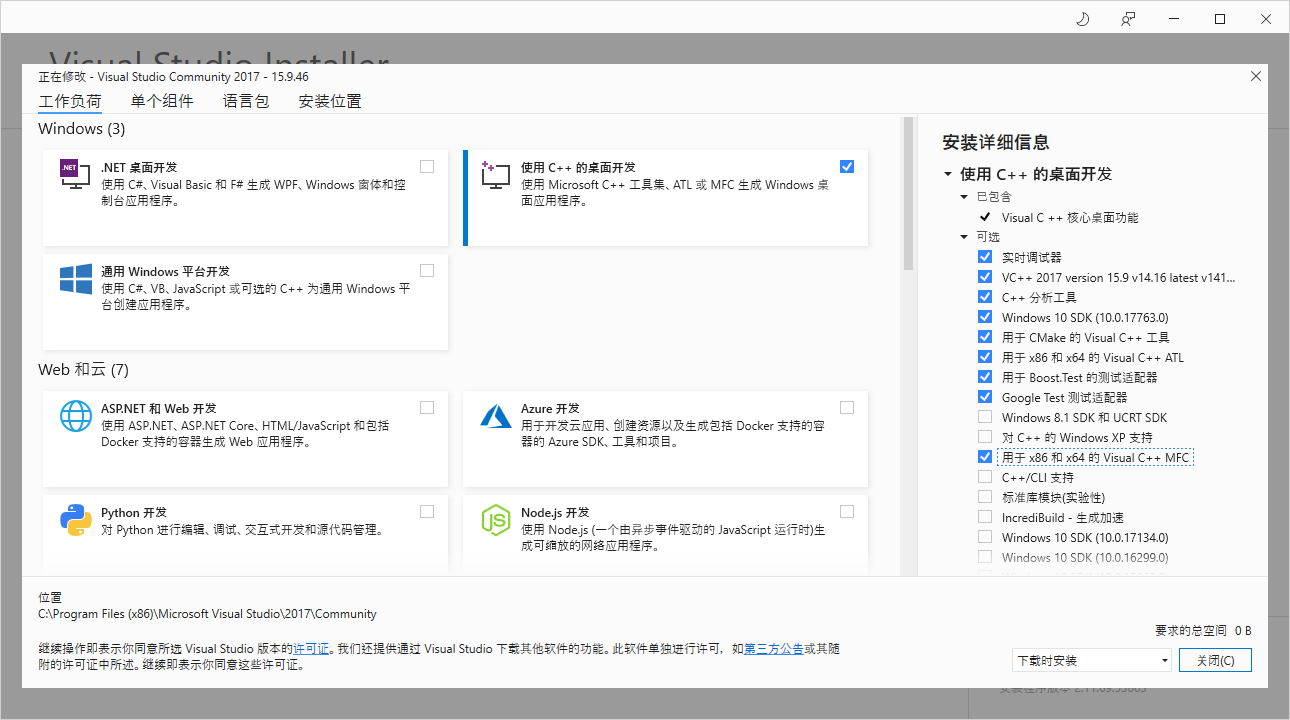 Visual Studio Installer
正在修改 - Visual Studio Community 2017 - 15.9.46
工作负荷 单个组件 语言包 安装位置
Windows (3)
.NET
.NET 桌面开发
使用 C#、Visual Basic 和 F# 生成 WPF、Windows 窗体和控
制台应用程序。
使用 C++ 的桌面开发
使用 Microsoft C++ 工具集、ATL 或 MFC 生成 Windows 桌
面应用程序。
通用 Windows 平台开发
使用 C#、VB、JavaScript 或可选的 C++ 为通用 Windows 平
台创建应用程序。
Web 和云 (7)
ASP.NET 和 Web 开发
使用 ASP.NET、ASP.NET Core、HTML/JavaScript 和包括
Docker 支持的容器生成 Web 应用程序。
Azure 开发
用于开发云应用、创建资源以及生成包括 Docker 支持的容
器的 Azure SDK、工具和项目。
Python 开发
对 Python 进行编辑、调试、交互式开发和源代码管理。
JS
Node.js 开发
使用 Node.js (一个由异步事件驱动的 JavaScript 运行时)生
成可缩放的网络应用程序。
安装详细信息
使用 C++ 的桌面开发
已包含
Visual C ++ 核心桌面功能
可选
实时调试器
VC++ 2017 version 15.9 v14.16 latest v141...
C++ 分析工具
Windows 10 SDK (10.0.17763.0)
用于 CMake 的 Visual C++ 工具
用于 x86 和 x64 的 Visual C++ ATL
用于 Boost.Test 的测试适配器
Google Test 测试适配器
Windows 8.1 SDK 和 UCRT SDK
对 C++ 的 Windows XP 支持
用于 x86 和 x64 的 Visual C++ MFC
C++/CLI 支持
标准库模块(实验性)
IncrediBuild - 生成加速
Windows 10 SDK (10.0.17134.0)
Windows 10 SDK (10.0.16299.0)
位置
C:\Program Files (x86)\Microsoft Visual Studio\2017\Community
继续操作即表示你同意所选 Visual Studio 版本的许可证。我们还提供通过 Visual Studio 下载其他软件的功能。此软件单独进行许可，如第三方公告或其随
附的许可证中所述。继续即表示你同意这些许可证。
要求的总空间 0 B
下载时安装
关闭(C)